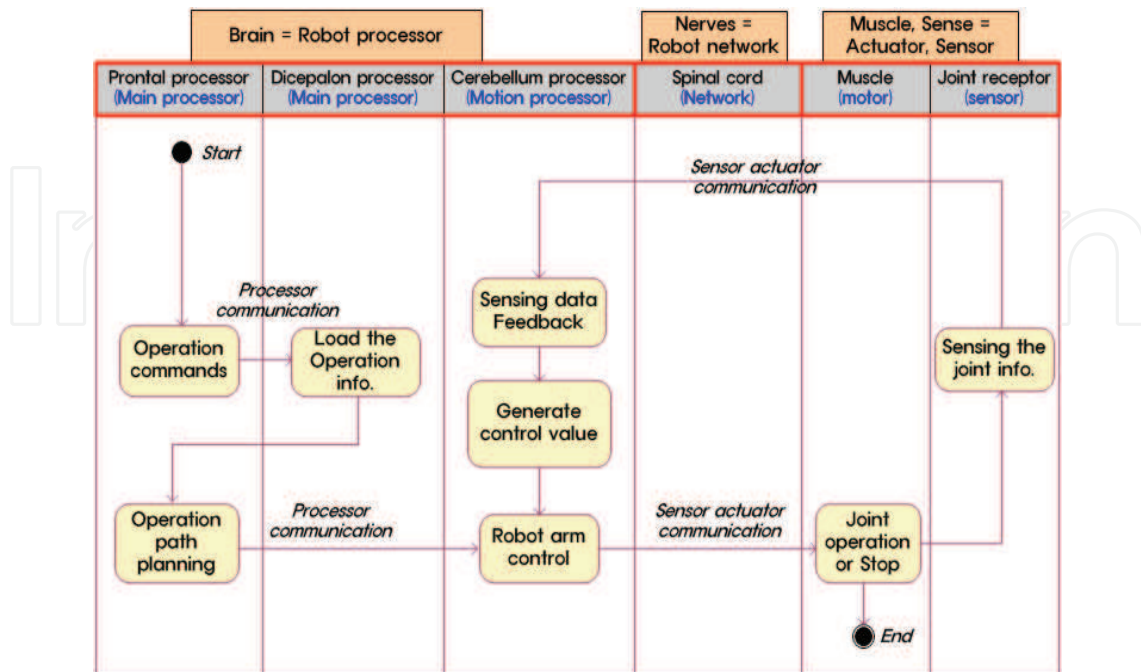 Brain = Robot processor
Nerves =
Robot network
Muscle, Sense =
Actuator, Sensor
Prontal processor
(Main processor)
Dicepalon processor
(Main processor)
Cerebellum processor
(Motion processor)
Spinal cord
(Network)
Muscle
(motor)
Joint receptor
(sensor)
Start
Sensor actuator
communication
Processor
communication
Operation
commands
Load the
Operation
info.
Sensing data
Feedback
Sensing the
joint info.
Generate
control value
Operation
path
planning
Processor
communication
Robot arm
control
Sensor actuator
communication
Joint
operation
or Stop
End